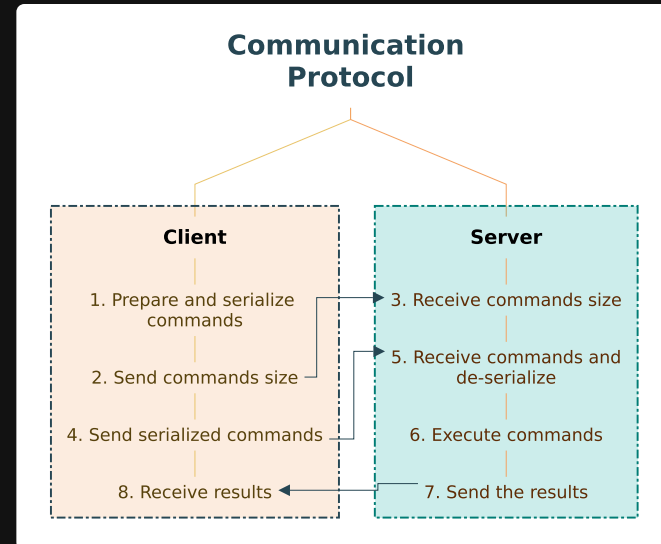 Communication
Protocol
Client
1. Prepare and serialize
commands
2. Send commands size
4. Send serialized commands
8. Receive results
Server
3. Receive commands size
5. Receive commands and
de-serialize
6. Execute commands
7. Send the results